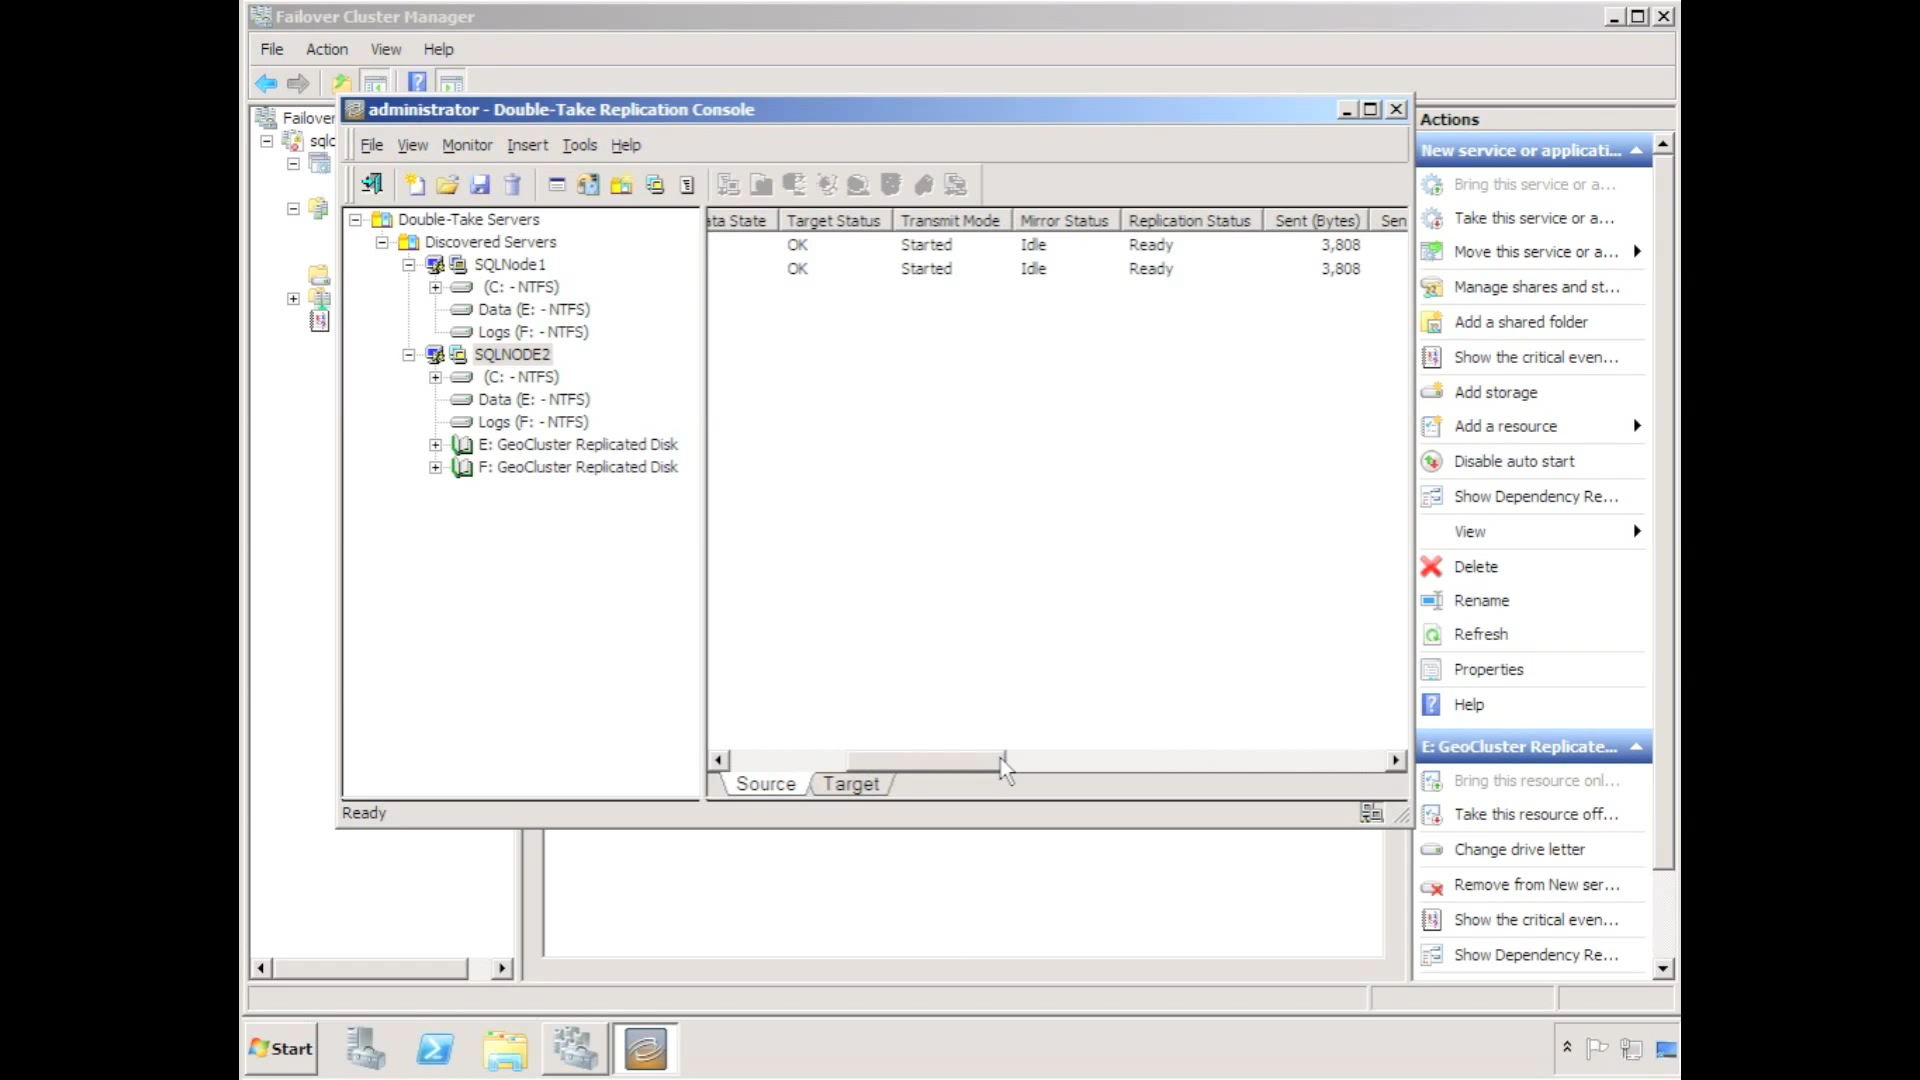 Failover Cluster Manager
File Action View Help
Failover
sqlc
administrator - Double-Take Replication Console
File View Monitor Insert Tools Help
Double-Take Servers
Discovered Servers
SQLNode1
(C: - NTFS)
Data (E: - NTFS)
Logs (F: - NTFS)
SQLNODE2
(C: - NTFS)
Data (E: - NTFS)
Logs (F: - NTFS)
E: GeoCluster Replicated Disk
F: GeoCluster Replicated Disk
ata State Target Status Transmit Mode Mirror Status Replication Status Sent (Bytes) Sen
OK Started Idle Ready 3,808
OK Started Idle Ready 3,808
Source Target
Ready
Actions
New service or applicati...
Bring this service or a...
Take this service or a...
Move this service or a...
Manage shares and st...
Add a shared folder
Show the critical even...
Add storage
Add a resource
Disable auto start
Show Dependency Re...
View
Delete
Rename
Refresh
Properties
Help
E: GeoCluster Replicate...
Bring this resource onl...
Take this resource off...
Change drive letter
Remove from New ser...
Show the critical even...
Show Dependency Re...
Start